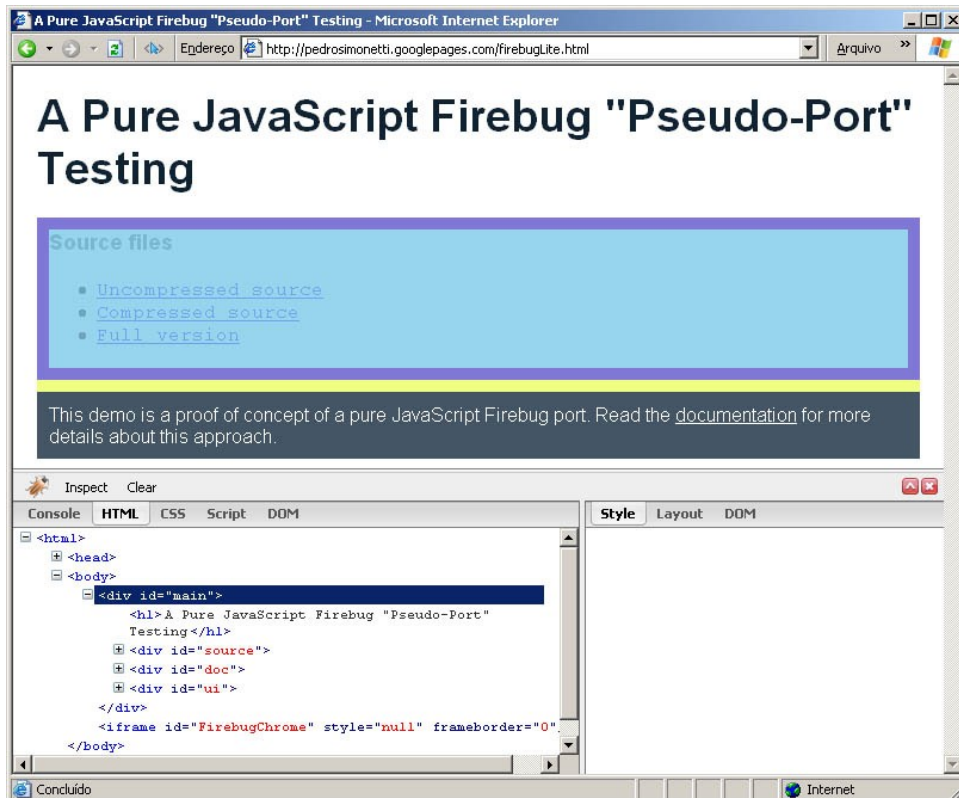 A Pure JavaScript Firebug "Pseudo-Port" Testing - Microsoft Internet Explorer
Endereço http://pedrosimonetti.googlepages.com/firebugLite.html Arquivo »
A Pure JavaScript Firebug "Pseudo-Port"
Testing
Source files
Uncompressed source
Compressed source
Full version
This demo is a proof of concept of a pure JavaScript Firebug port. Read the documentation for more
details about this approach.
Inspect Clear
Console HTML CSS Script DOM
Style Layout DOM
<html>
<head>
<body>
<div id="main">
<h1>A Pure JavaScript Firebug "Pseudo-Port"
Testing</h1>
<div id="source">
<div id="doc">
<div id="ui">
</div>
<iframe id="FirebugChrome" style="null" frameborder="0"
</body>
Concluído Internet